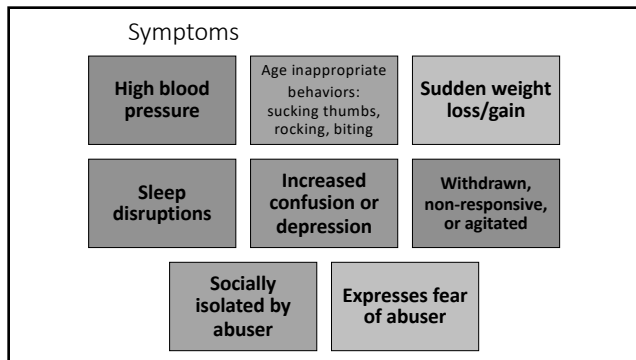 Symptoms
High blood
pressure
Age inappropriate
behaviors:
sucking thumbs,
rocking, biting
Sudden weight
loss/gain
Sleep
disruptions
Increased
confusion or
depression
Withdrawn,
non-responsive,
or agitated
Socially
isolated by
abuser
Expresses fear
of abuser